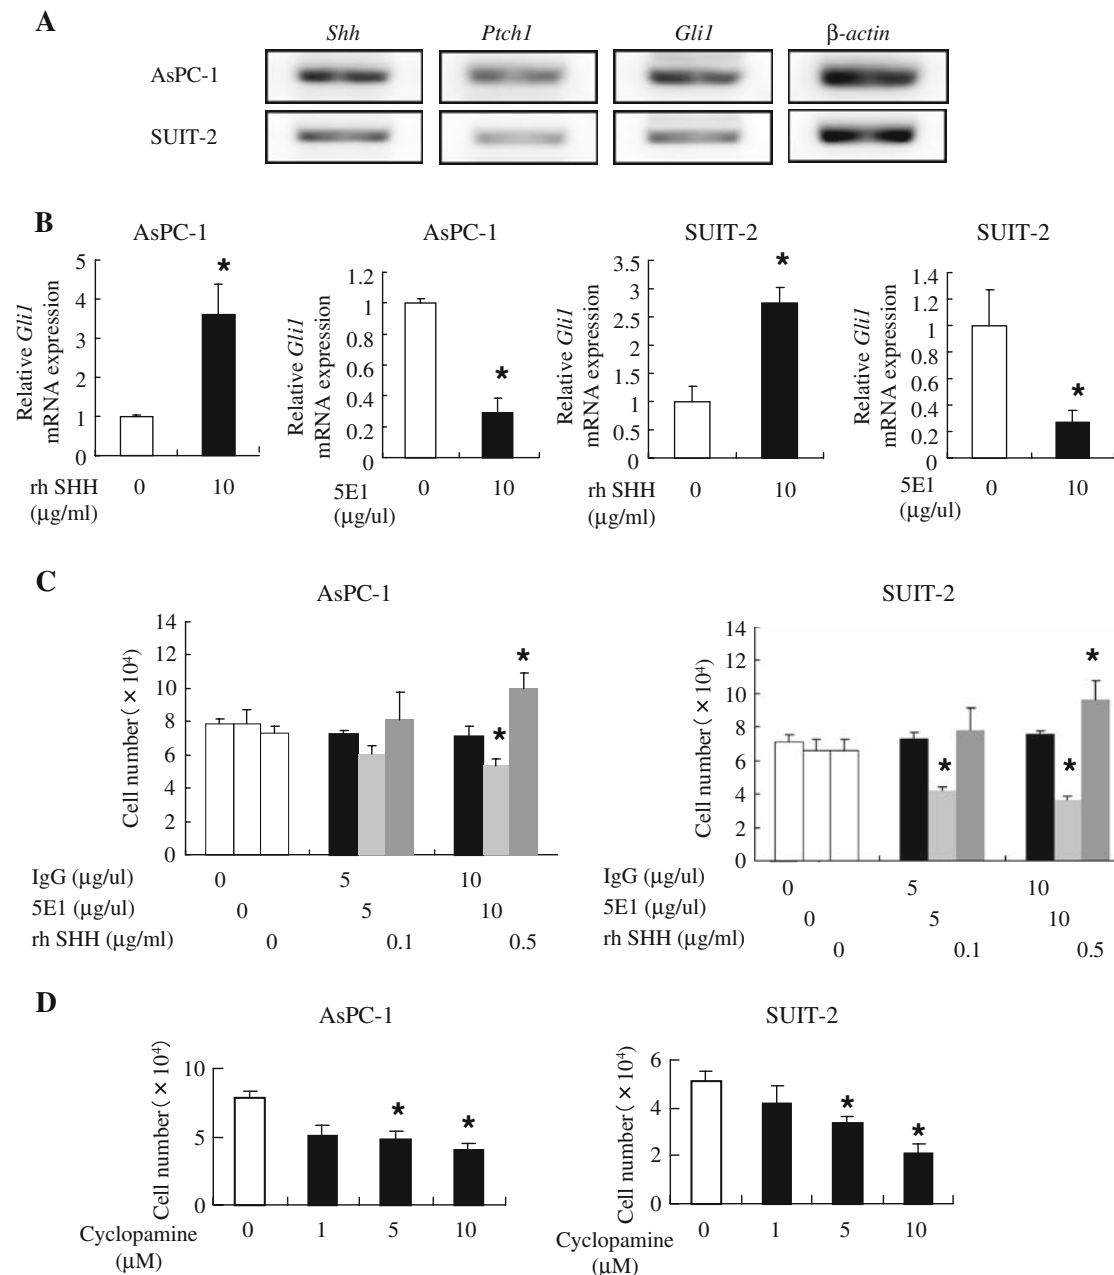 A
Shh Ptch1 Gli1 β-actin
AsPC-1
SUIT-2
B
AsPC-1 AsPC-1 SUIT-2 SUIT-2
Relative Gli1
mRNA expression
5
4
3
2
1
0
*
rh SHH 0 10
(μg/ml)
Relative Gli1
mRNA expression
1.2
1
0.8
0.6
0.4
0.2
0
*
5E1 0 10
(μg/ul)
Relative Gli1
mRNA expression
3.5
3
2.5
2
1.5
1
0.5
0
*
rh SHH 0 10
(μg/ml)
Relative Gli1
mRNA expression
1.4
1.2
1
0.8
0.6
0.4
0.2
0
*
5E1 0 10
(μg/ul)
C
AsPC-1
Cell number ( × 10⁴)
14
12
10
8
6
4
2
0
* *
IgG (μg/ul) 0 5 10
5E1 (μg/ul) 0 5 10
rh SHH (μg/ml) 0 0.1 0.5
SUIT-2
Cell number ( × 10⁴)
14
12
10
8
6
4
2
0
* * *
IgG (μg/ul) 0 5 10
5E1 (μg/ul) 0 5 10
rh SHH (μg/ml) 0 0.1 0.5
D
AsPC-1
Cell number ( × 10⁴)
10
5
0
* *
Cyclopamine 0 1 5 10
(μM)
SUIT-2
Cell number ( × 10⁴)
6
4
2
0
* *
Cyclopamine 0 1 5 10
(μM)